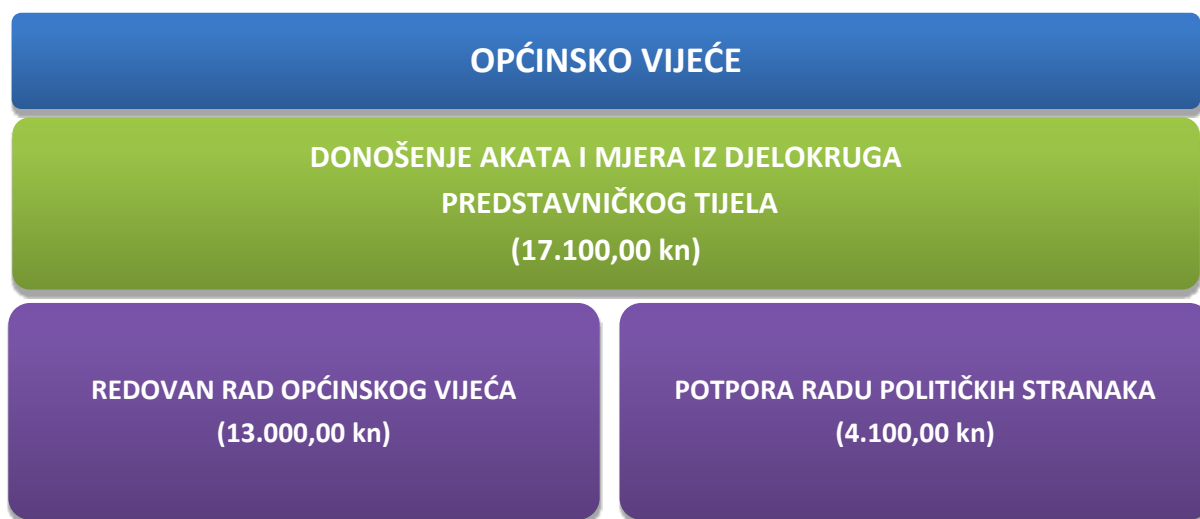 OPĆINSKO VIJEĆE
DONOŠENJE AKATA I MJERA IZ DJELOKRUGA
PREDSTAVNIČKOG TIJELA
(17.100,00 kn)
REDOVAN RAD OPĆINSKOG VIJEĆA
(13.000,00 kn)
POTPORA RADU POLITIČKIH STRANAKA
(4.100,00 kn)